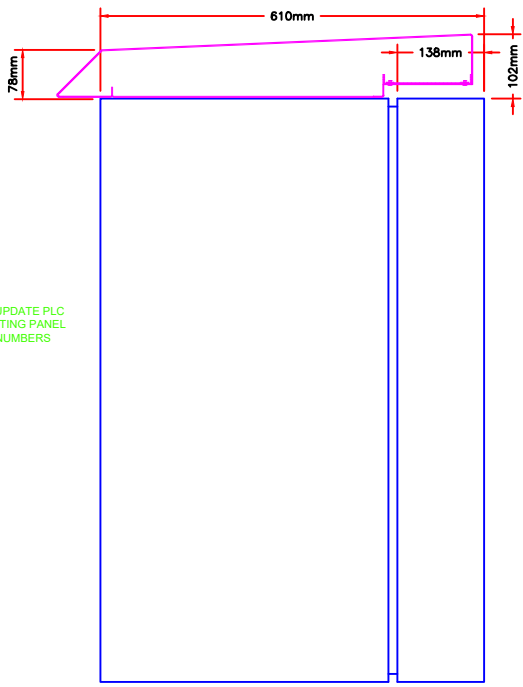 610mm
138mm
78mm
102mm
UPDATE PLC
TING PANEL
NUMBERS